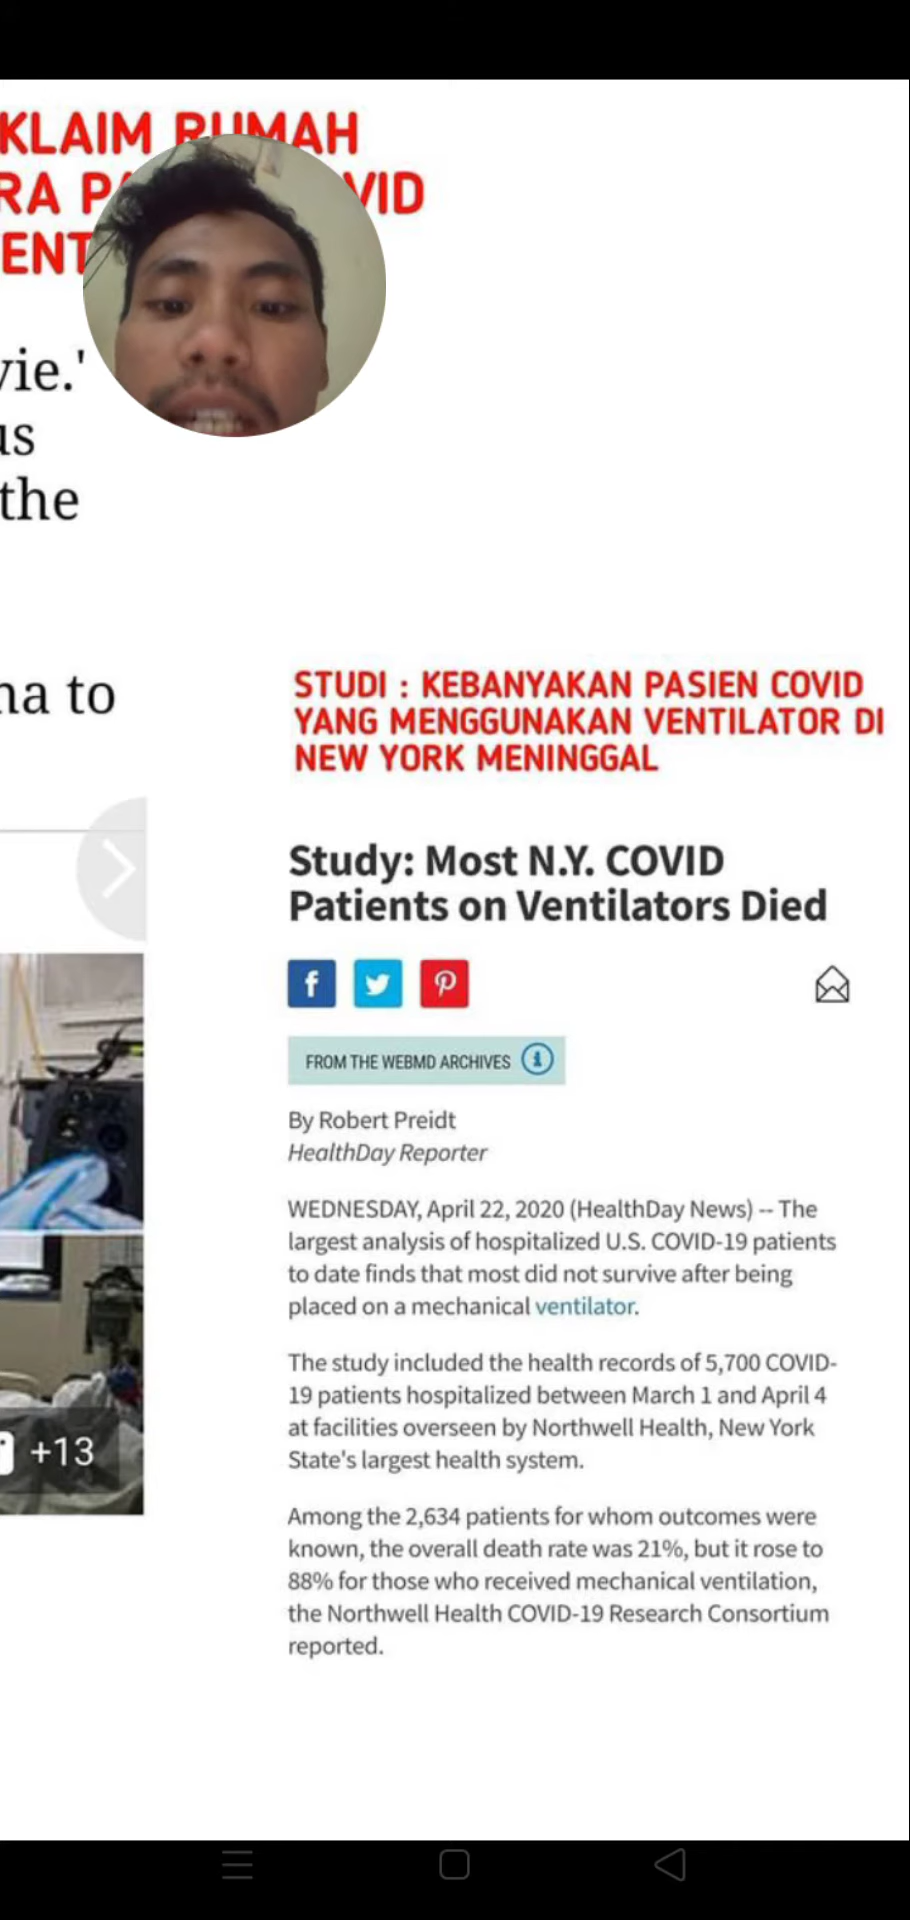 KLAIM RUMAH
RA VID
ENT
vie.'
us
the
na to
+13
STUDI : KEBANYAKAN PASIEN COVID
YANG MENGGUNAKAN VENTILATOR DI
NEW YORK MENINGGAL
Study: Most N.Y. COVID
Patients on Ventilators Died
FROM THE WEBMD ARCHIVES
By Robert Preidt
HealthDay Reporter
WEDNESDAY, April 22, 2020 (HealthDay News) -- The
largest analysis of hospitalized U.S. COVID-19 patients
to date finds that most did not survive after being
placed on a mechanical ventilator.
The study included the health records of 5,700 COVID-
19 patients hospitalized between March 1 and April 4
at facilities overseen by Northwell Health, New York
State's largest health system.
Among the 2,634 patients for whom outcomes were
known, the overall death rate was 21%, but it rose to
88% for those who received mechanical ventilation,
the Northwell Health COVID-19 Research Consortium
reported.